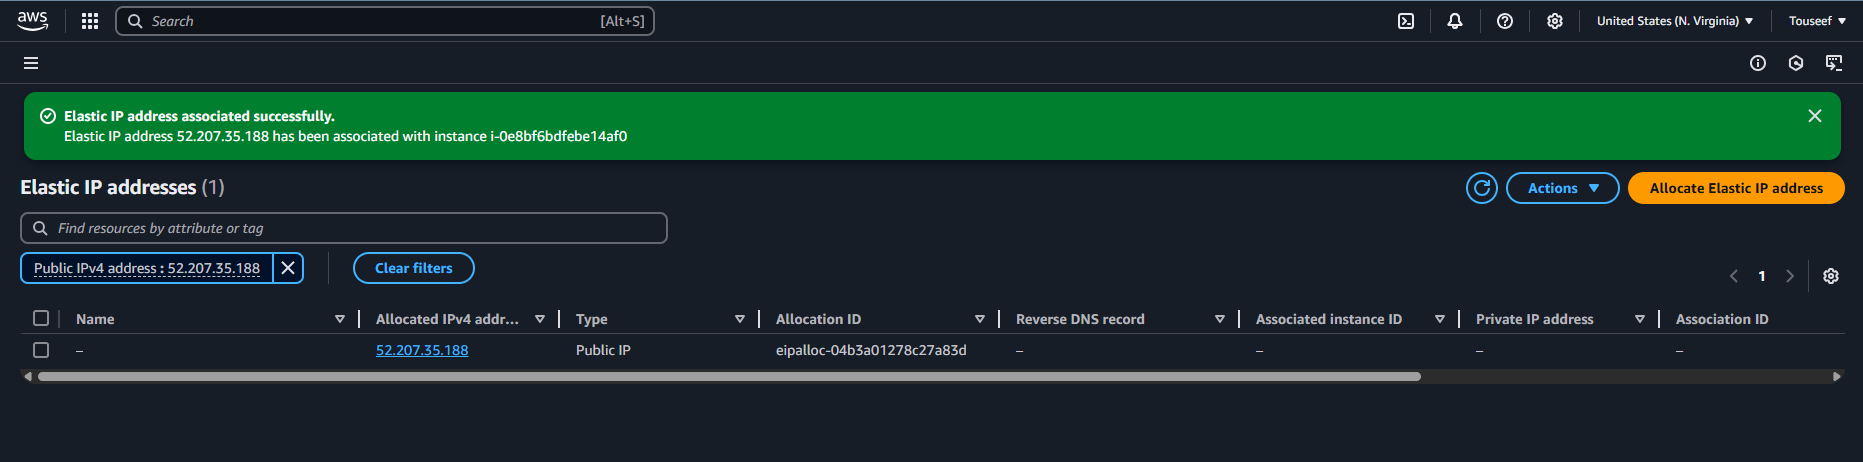 aws Search [Alt+S] United States (N. Virginia) Touseef
Elastic IP address associated successfully.
Elastic IP address 52.207.35.188 has been associated with instance i-0e8bf6bdfebe14af0
Elastic IP addresses (1) Actions Allocate Elastic IP address
Find resources by attribute or tag
Public IPv4 address : 52.207.35.188 Clear filters
1
Name Allocated IPv4 addr... Type Allocation ID Reverse DNS record Associated instance ID Private IP address Association ID
– 52.207.35.188 Public IP eipalloc-04b3a01278c27a83d – – – –